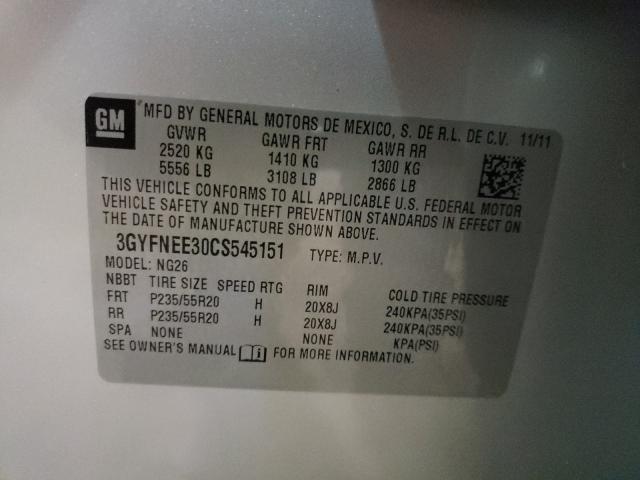 GM
MFD BY GENERAL MOTORS DE MEXICO, S. DE R.L. DE C.V. 11/11
GVWR GAWR FRT GAWR RR
2520 KG 1410 KG 1300 KG
5556 LB 3108 LB 2866 LB
THIS VEHICLE CONFORMS TO ALL APPLICABLE U.S. FEDERAL MOTOR
VEHICLE SAFETY AND THEFT PREVENTION STANDARDS IN EFFECT ON
THE DATE OF MANUFACTURE SHOWN ABOVE.
3GYFNEE30CS545151 TYPE: M.P.V.
MODEL: NG26
NBBT TIRE SIZE SPEED RTG RIM COLD TIRE PRESSURE
FRT P235/55R20 H 20X8J 240KPA(35PSI)
RR P235/55R20 H 20X8J 240KPA(35PSI)
SPA NONE NONE KPA(PSI)
SEE OWNER'S MANUAL FOR MORE INFORMATION.